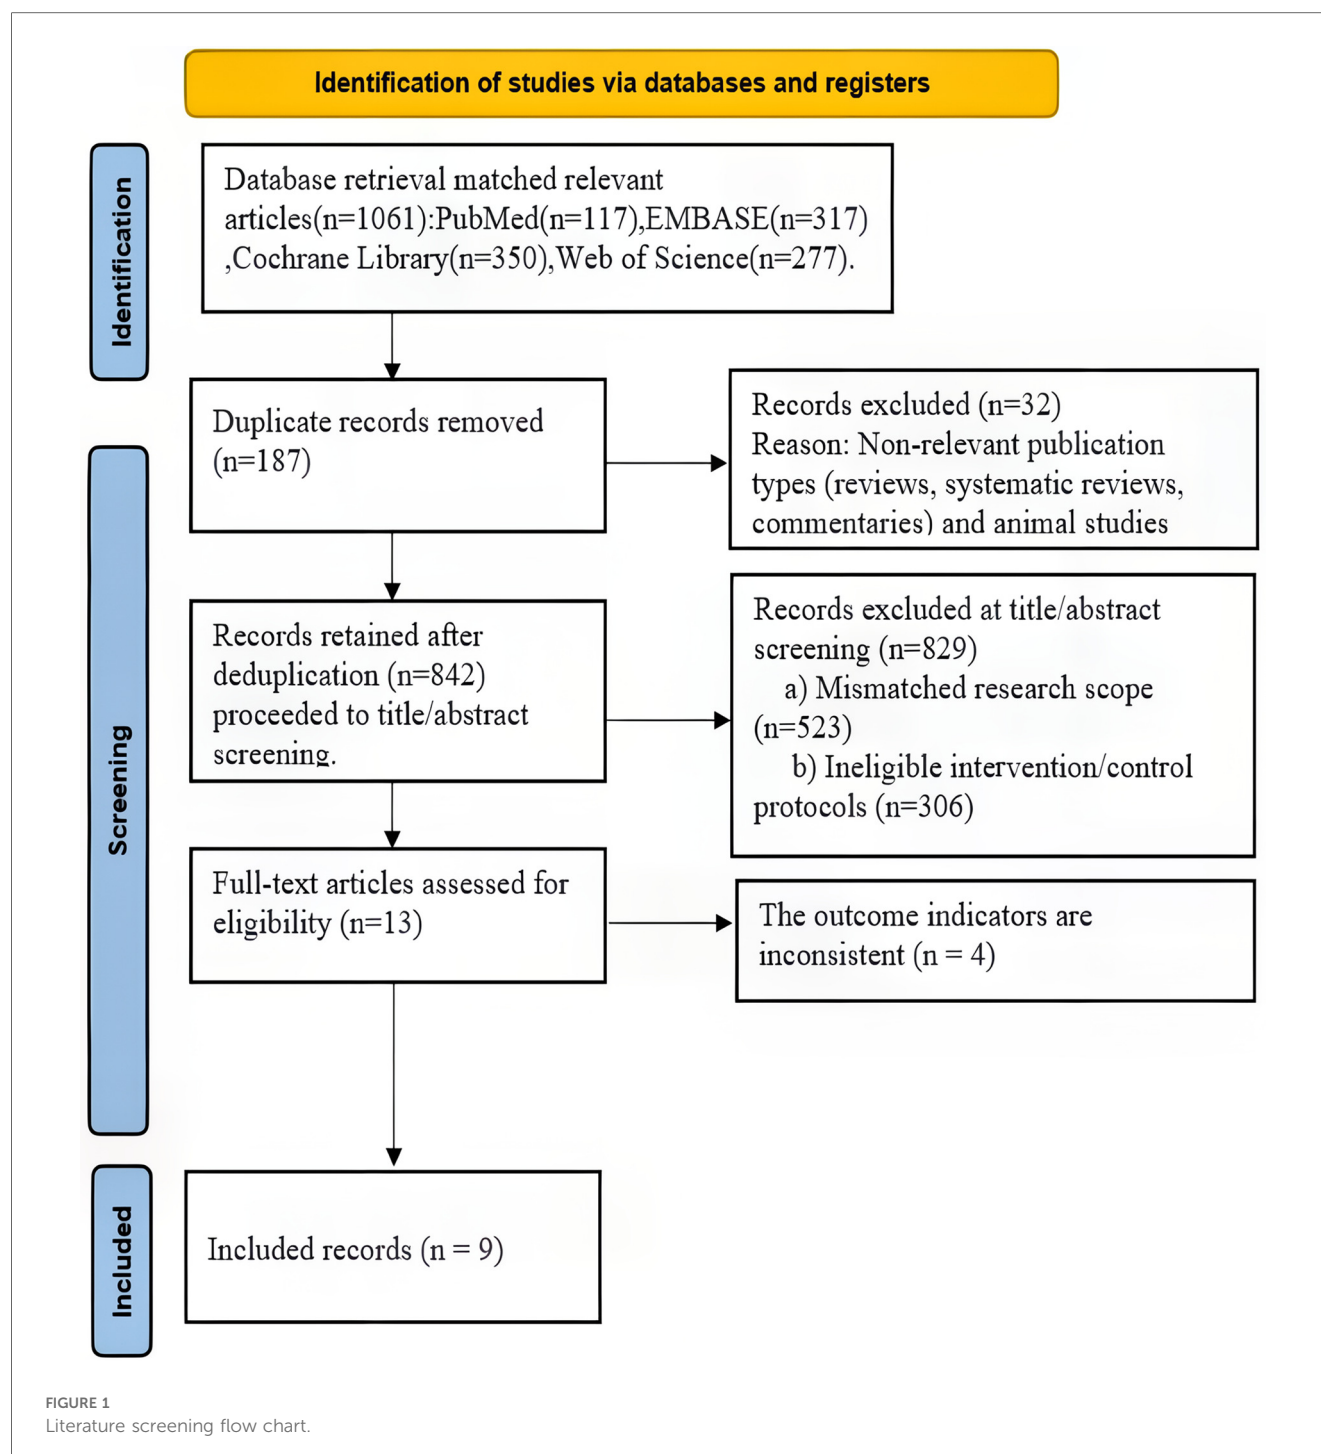 Identification of studies via databases and registers
Identification
Database retrieval matched relevant
articles(n=1061):PubMed(n=117),EMBASE(n=317)
,Cochrane Library(n=350),Web of Science(n=277).
Duplicate records removed
(n=187)
Records excluded (n=32)
Reason: Non-relevant publication
types (reviews, systematic reviews,
commentaries) and animal studies
Screening
Records retained after
deduplication (n=842)
proceeded to title/abstract
screening.
Records excluded at title/abstract
screening (n=829)
a) Mismatched research scope
(n=523)
b) Ineligible intervention/control
protocols (n=306)
Full-text articles assessed for
eligibility (n=13)
The outcome indicators are
inconsistent (n = 4)
Included
Included records (n = 9)
FIGURE 1
Literature screening flow chart.